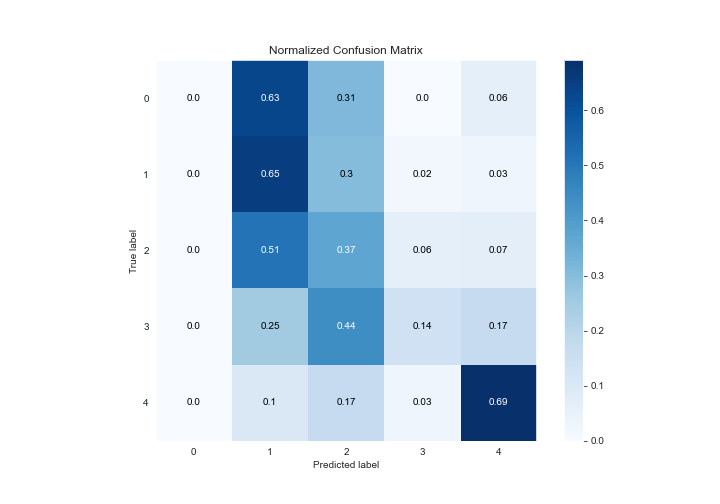 Normalized Confusion Matrix
0 0.0 0.63 0.31 0.0 0.06
1 0.0 0.65 0.3 0.02 0.03
2 0.0 0.51 0.37 0.06 0.07
3 0.0 0.25 0.44 0.14 0.17
4 0.0 0.1 0.17 0.03 0.69
0 1 2 3 4
Predicted label
True label
0.6
0.5
0.4
0.3
0.2
0.1
0.0